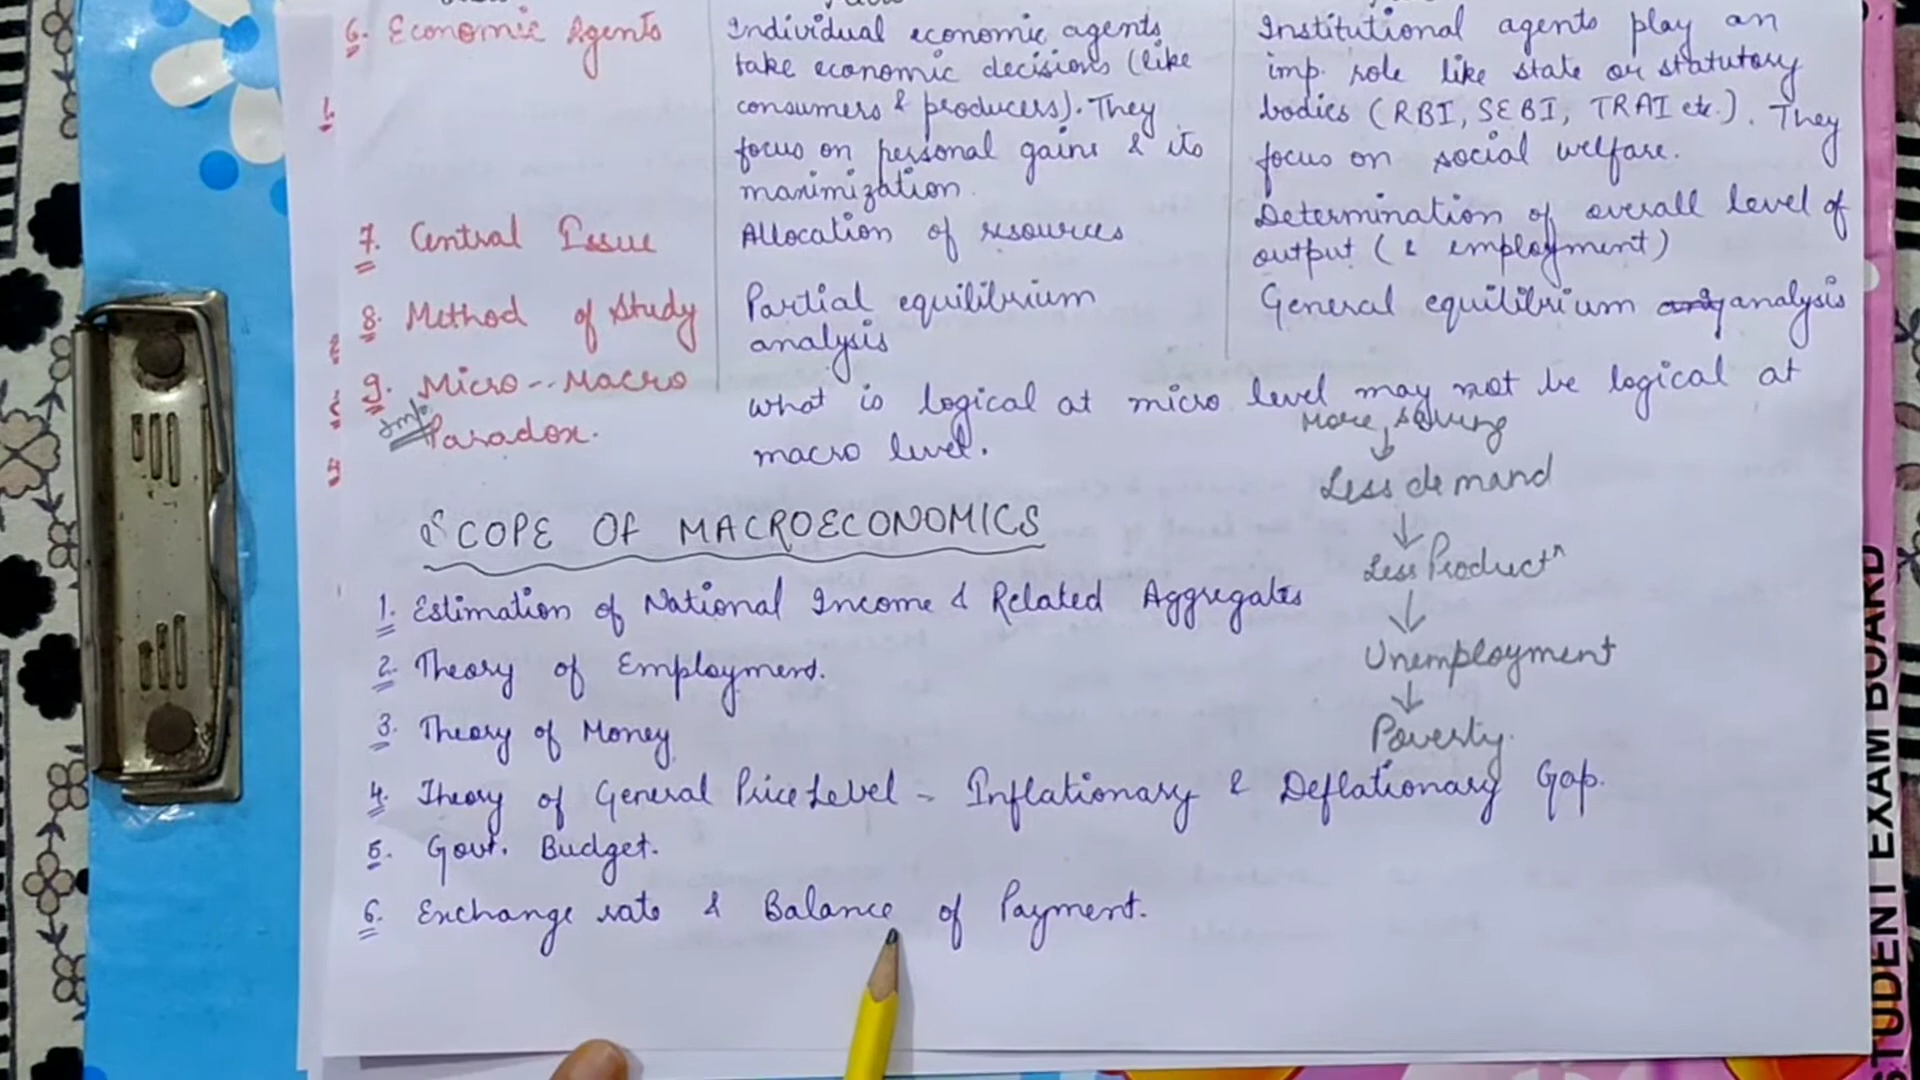 6. Economic Agents
Individual economic agents
take economic decisions (like
consumers & producers). They
focus on personal gains & its
maximization.
Institutional agents play an
imp. role like state or statutory
bodies (RBI, SEBI, TRAI etc.). They
focus on social welfare.
1.
7. Central Issue
Allocation of resources
Determination of overall level of
output (& employment)
8. Method of Study
Partial equilibrium
analysis
General equilibrium analysis
2.
9. Micro-Macro
Imp.
Paradox.
What is logical at micro level may not be logical at
macro level.
More saving
↓
Less demand
↓
Less Productn
↓
Unemployment
↓
Poverty.
SCOPE OF MACROECONOMICS
1. Estimation of National Income & Related Aggregates
2. Theory of Employment.
3. Theory of Money
4. Theory of General Price Level - Inflationary & Deflationary Gap.
5. Govt. Budget.
6. Exchange rate & Balance of Payment.
STUDENT EXAM BOARD